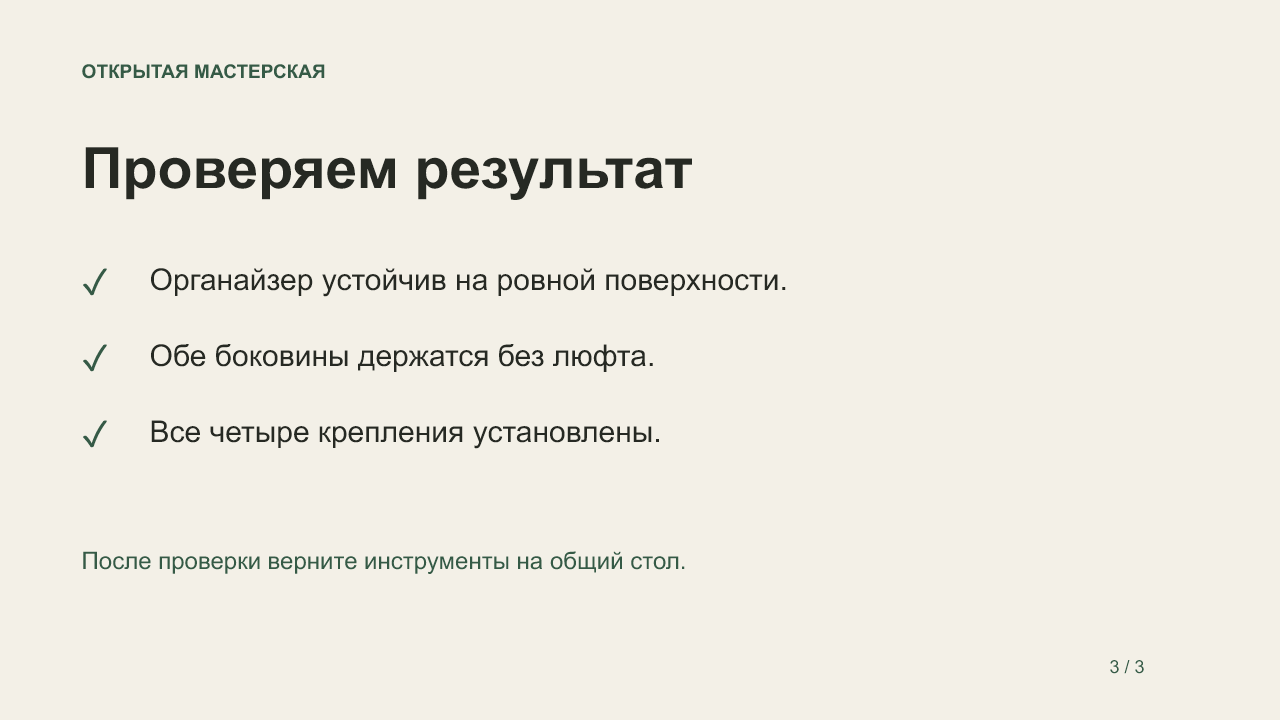 ОТКРЫТАЯ МАСТЕРСКАЯ
Проверяем результат
✓ Органайзер устойчив на ровной поверхности.
✓ Обе боковины держатся без люфта.
✓ Все четыре крепления установлены.
После проверки верните инструменты на общий стол.
3 / 3